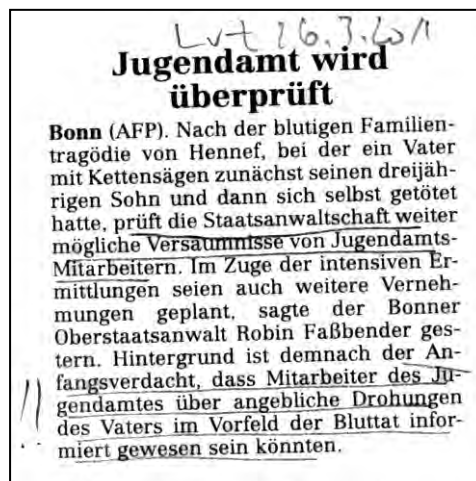 Lvt 26.3.2011
Jugendamt wird
überprüft
Bonn (AFP). Nach der blutigen Familien-
tragödie von Hennef, bei der ein Vater
mit Kettensägen zunächst seinen dreijäh-
rigen Sohn und dann sich selbst getötet
hatte, prüft die Staatsanwaltschaft weiter
mögliche Versäumnisse von Jugendamts-
Mitarbeitern. Im Zuge der intensiven Er-
mittlungen seien auch weitere Verneh-
mungen geplant, sagte der Bonner
Oberstaatsanwalt Robin Faßbender ges-
tern. Hintergrund ist demnach der An-
fangsverdacht, dass Mitarbeiter des Ju-
gendamtes über angebliche Drohungen
des Vaters im Vorfeld der Bluttat infor-
miert gewesen sein könnten.
!!